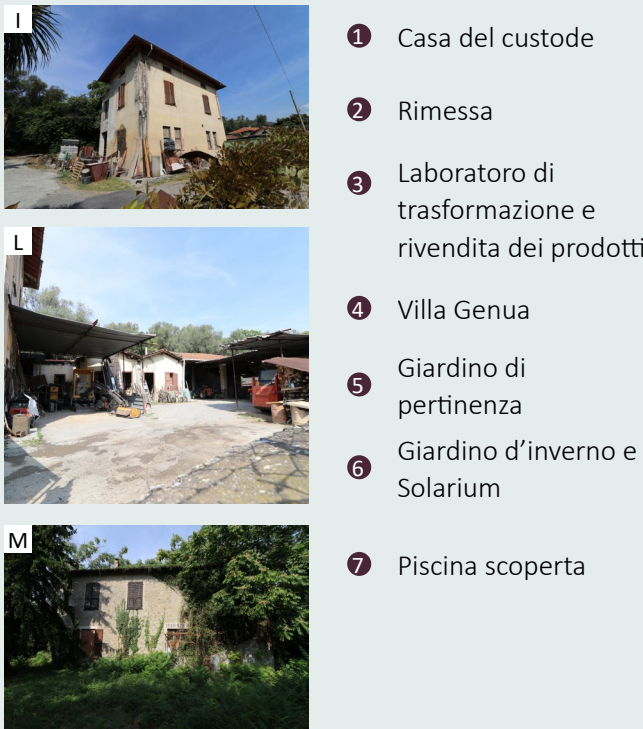 I
L
M
1 Casa del custode
2 Rimessa
3 Laboratoro di
trasformazione e
rivendita dei prodotti
4 Villa Genua
5 Giardino di
pertinenza
6 Giardino d’inverno e
Solarium
7 Piscina scoperta